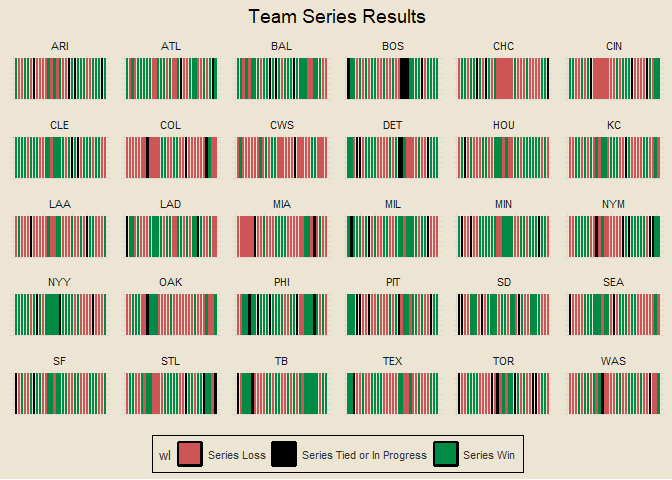 Team Series Results
ARI ATL BAL BOS CHC CIN
CLE COL CWS DET HOU KC
LAA LAD MIA MIL MIN NYM
NYY OAK PHI PIT SD SEA
SF STL TB TEX TOR WAS
wl Series Loss Series Tied or In Progress Series Win